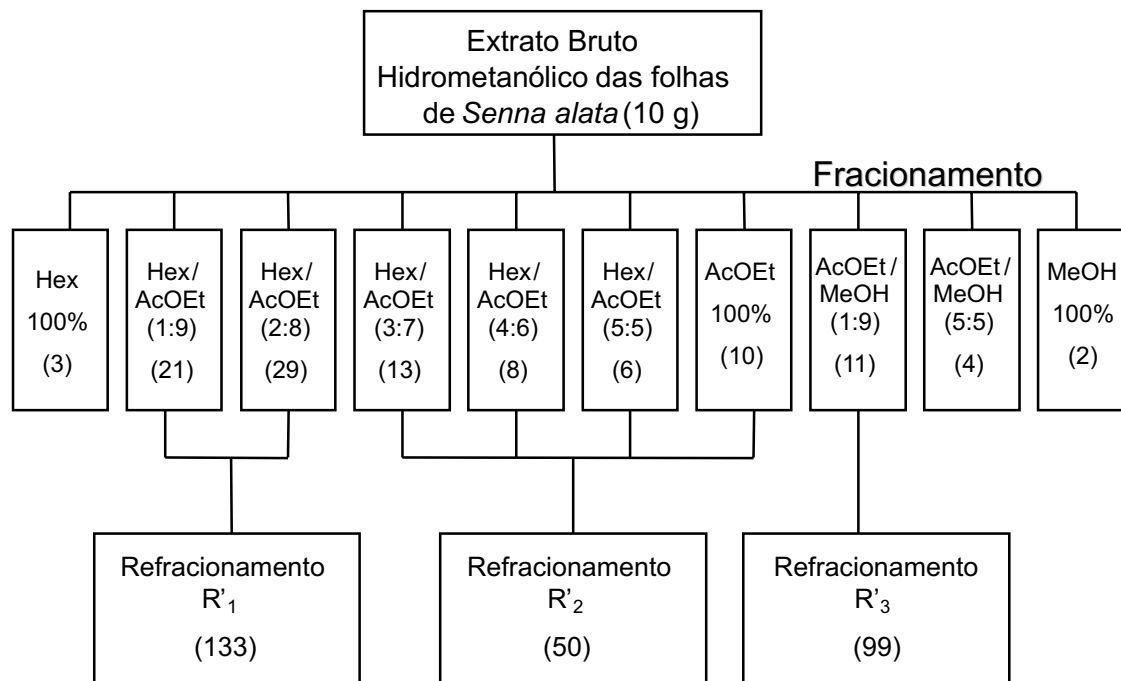 Extrato Bruto
Hidrometanólico das folhas
de Senna alata (10 g)
Fracionamento
Hex
100%
(3)
Hex/
AcOEt
(1:9)
(21)
Hex/
AcOEt
(2:8)
(29)
Hex/
AcOEt
(3:7)
(13)
Hex/
AcOEt
(4:6)
(8)
Hex/
AcOEt
(5:5)
(6)
AcOEt
100%
(10)
AcOEt/
MeOH
(1:9)
(11)
AcOEt/
MeOH
(5:5)
(4)
MeOH
100%
(2)
Refracionamento
R'₁
(133)
Refracionamento
R'₂
(50)
Refracionamento
R'₃
(99)